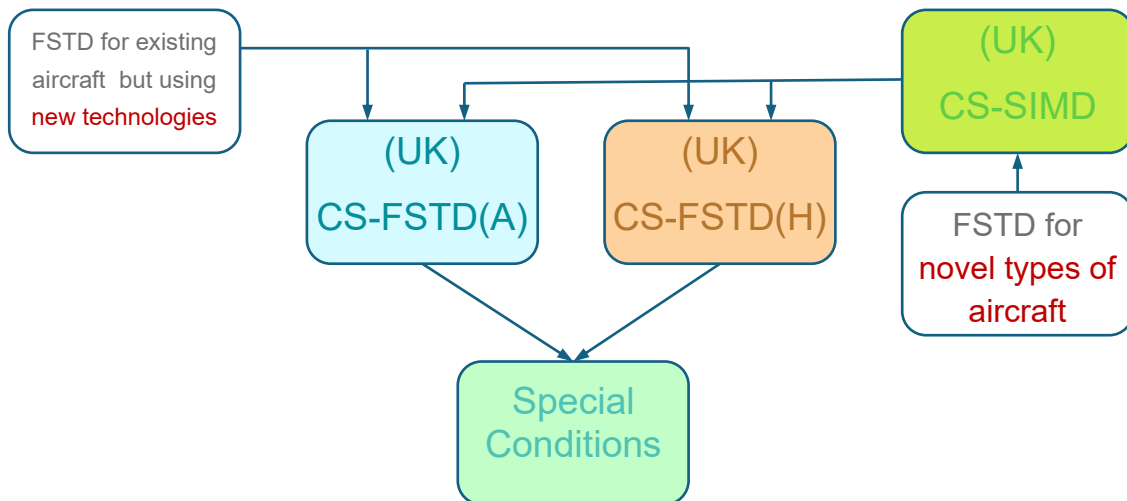 FSTD for existing
aircraft but using
new technologies
(UK)
CS-FSTD(A)
(UK)
CS-FSTD(H)
(UK)
CS-SIMD
FSTD for
novel types of
aircraft
Special
Conditions